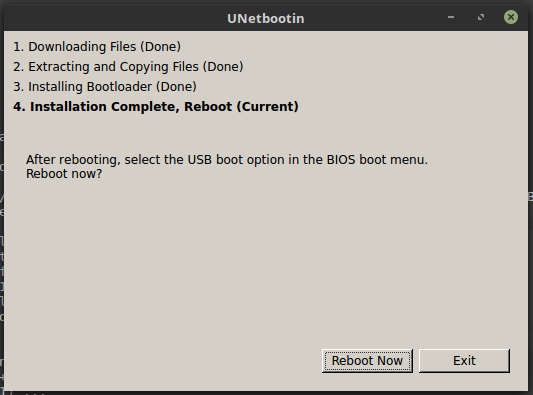 UNetbootin
1. Downloading Files (Done)
2. Extracting and Copying Files (Done)
3. Installing Bootloader (Done)
4. Installation Complete, Reboot (Current)
After rebooting, select the USB boot option in the BIOS boot menu.
Reboot now?
Reboot Now
Exit